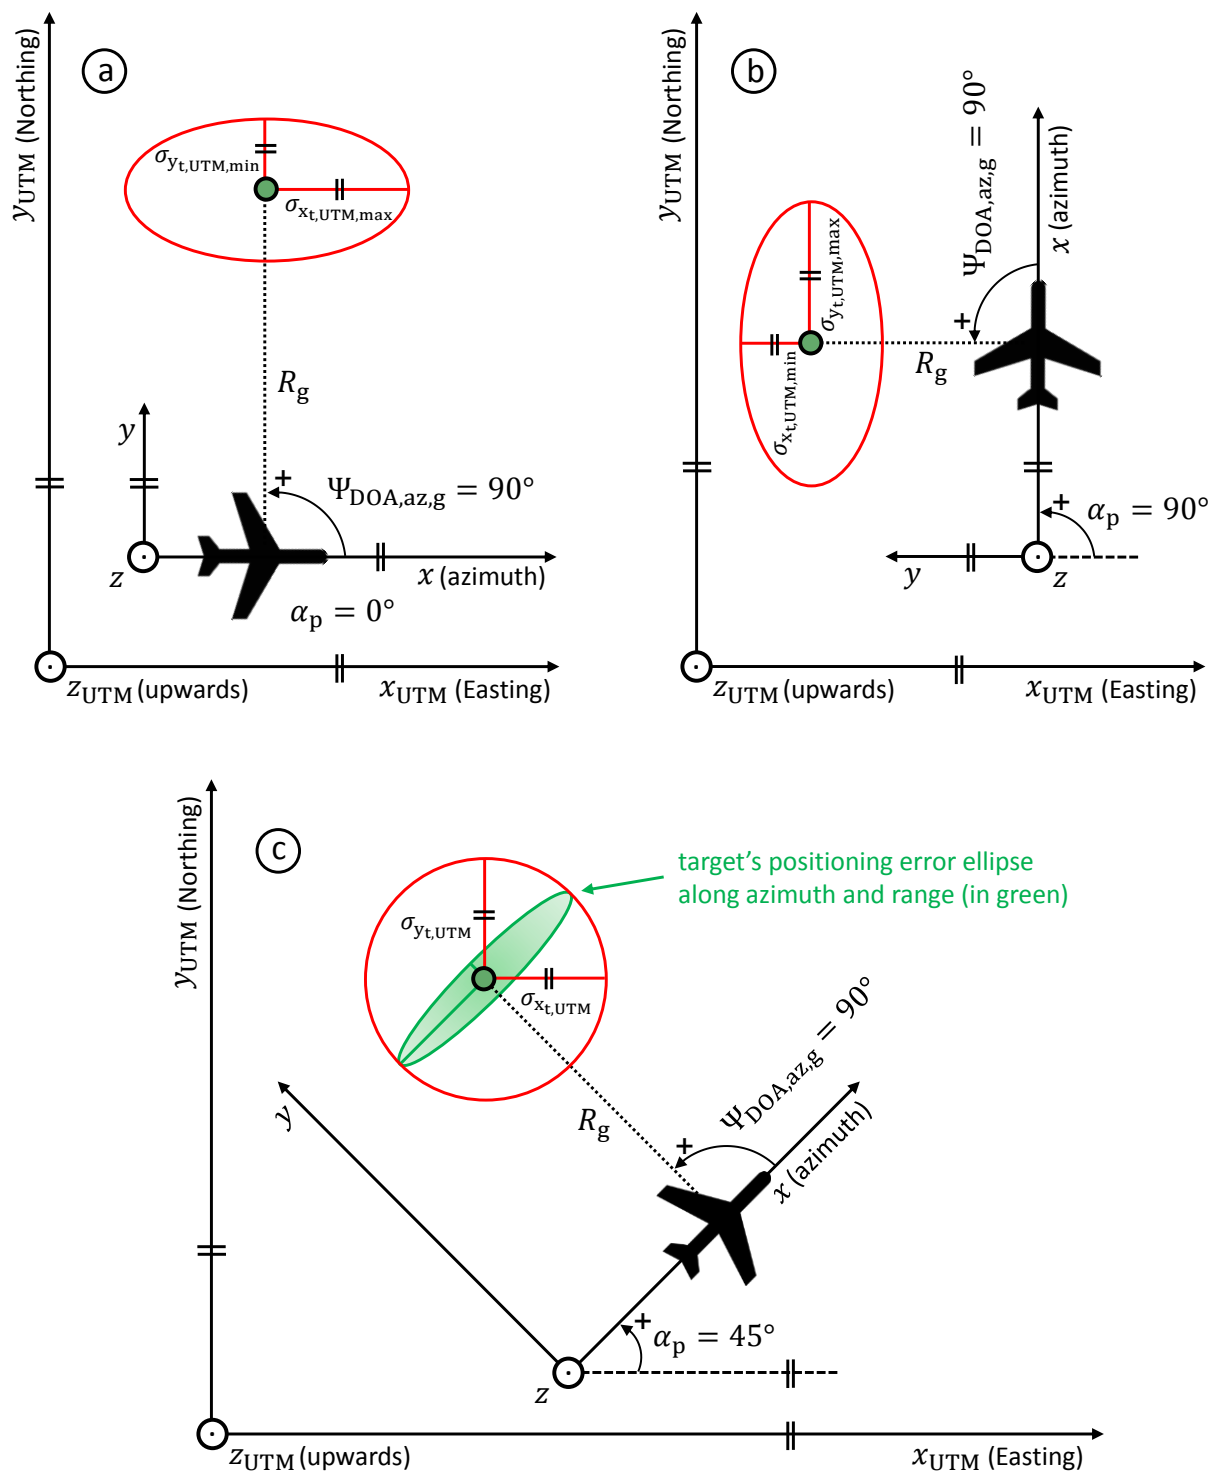 a
y_UTM (Northing)
σ_y_t,UTM,min
σ_x_t,UTM,max
R_g
y
+
Ψ_DOA,az,g = 90°
z
x (azimuth)
α_p = 0°
z_UTM (upwards)
x_UTM (Easting)
b
y_UTM (Northing)
x (azimuth)
Ψ_DOA,az,g = 90°
σ_y_t,UTM,max
σ_x_t,UTM,min
+
R_g
+
α_p = 90°
y
z
z_UTM (upwards)
x_UTM (Easting)
c
y_UTM (Northing)
target's positioning error ellipse
along azimuth and range (in green)
σ_y_t,UTM
σ_x_t,UTM
Ψ_DOA,az,g = 90°
y
R_g
+
x (azimuth)
+
α_p = 45°
z
z_UTM (upwards)
x_UTM (Easting)